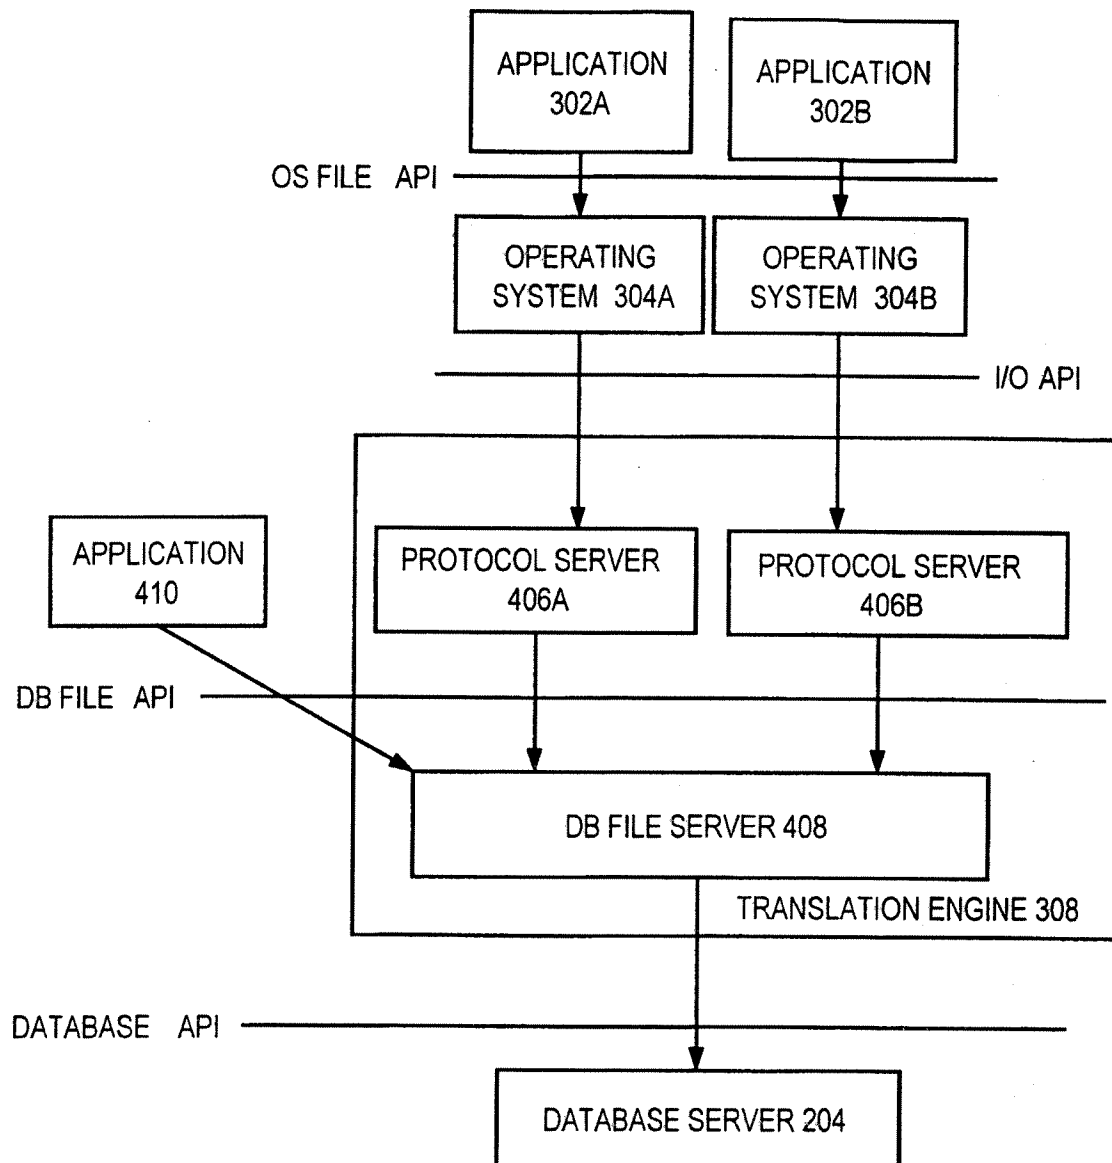 APPLICATION
302A
APPLICATION
302B
OS FILE API
OPERATING
SYSTEM 304A
OPERATING
SYSTEM 304B
I/O API
APPLICATION
410
PROTOCOL SERVER
406A
PROTOCOL SERVER
406B
DB FILE API
DB FILE SERVER 408
TRANSLATION ENGINE 308
DATABASE API
DATABASE SERVER 204